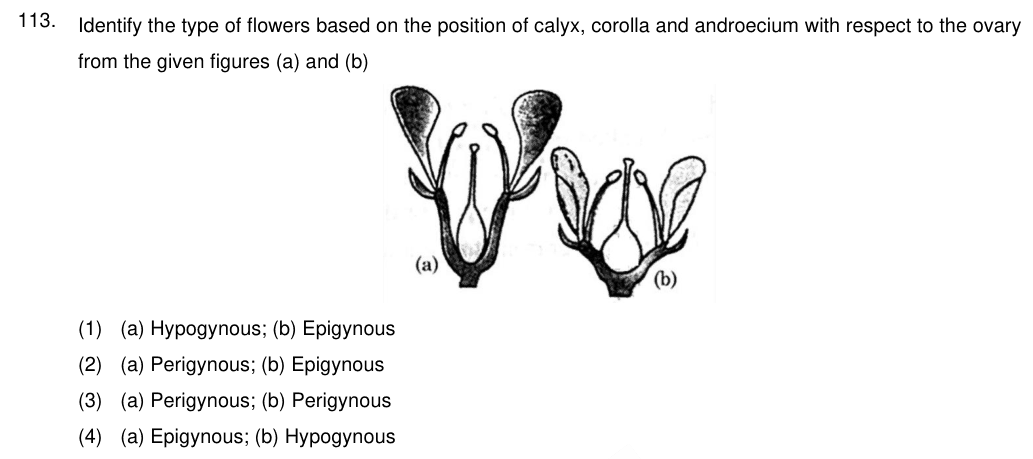 113. Identify the type of flowers based on the position of calyx, corolla and androecium with respect to the ovary
from the given figures (a) and (b)
(a)
(b)
(1) (a) Hypogynous; (b) Epigynous
(2) (a) Perigynous; (b) Epigynous
(3) (a) Perigynous; (b) Perigynous
(4) (a) Epigynous; (b) Hypogynous